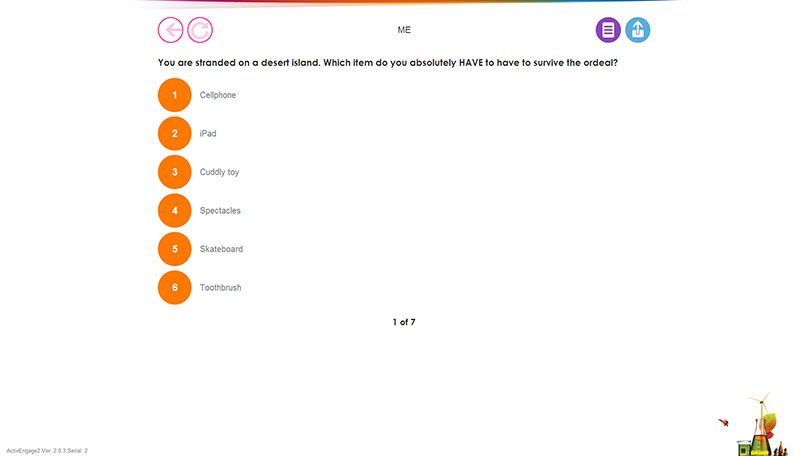 ME
You are stranded on a desert island. Which item do you absolutely HAVE to have to survive the ordeal?
1 Cellphone
2 iPad
3 Cuddly toy
4 Spectacles
5 Skateboard
6 Toothbrush
1 of 7
ActivEngage2 Ver: 2.8.3 Serial: 2